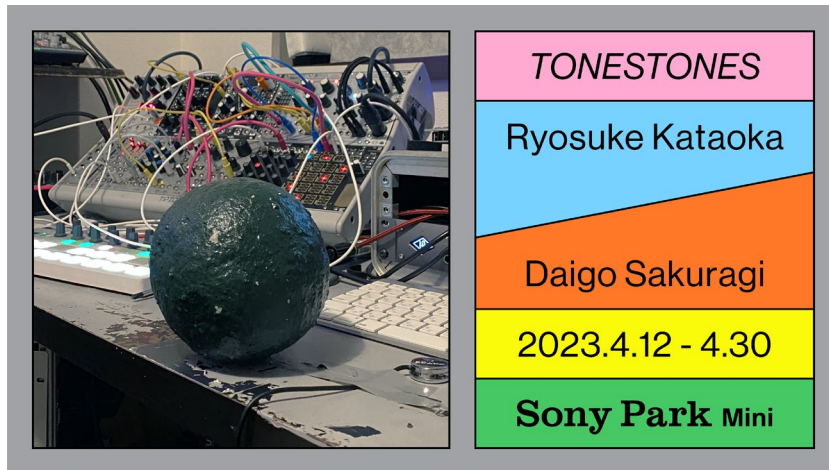 TONESTONES
Ryosuke Kataoka
Daigo Sakuragi
2023.4.12 - 4.30
Sony Park Mini